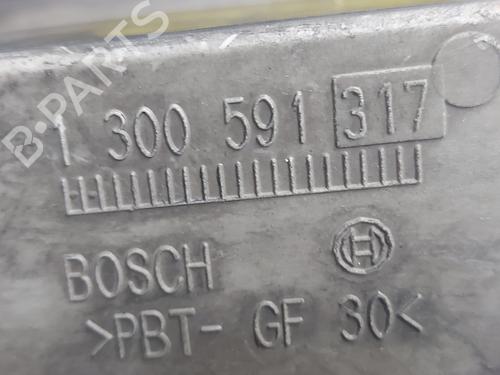 B-PARTS
1 300 591 317
BOSCH
>PBT- GF 30<